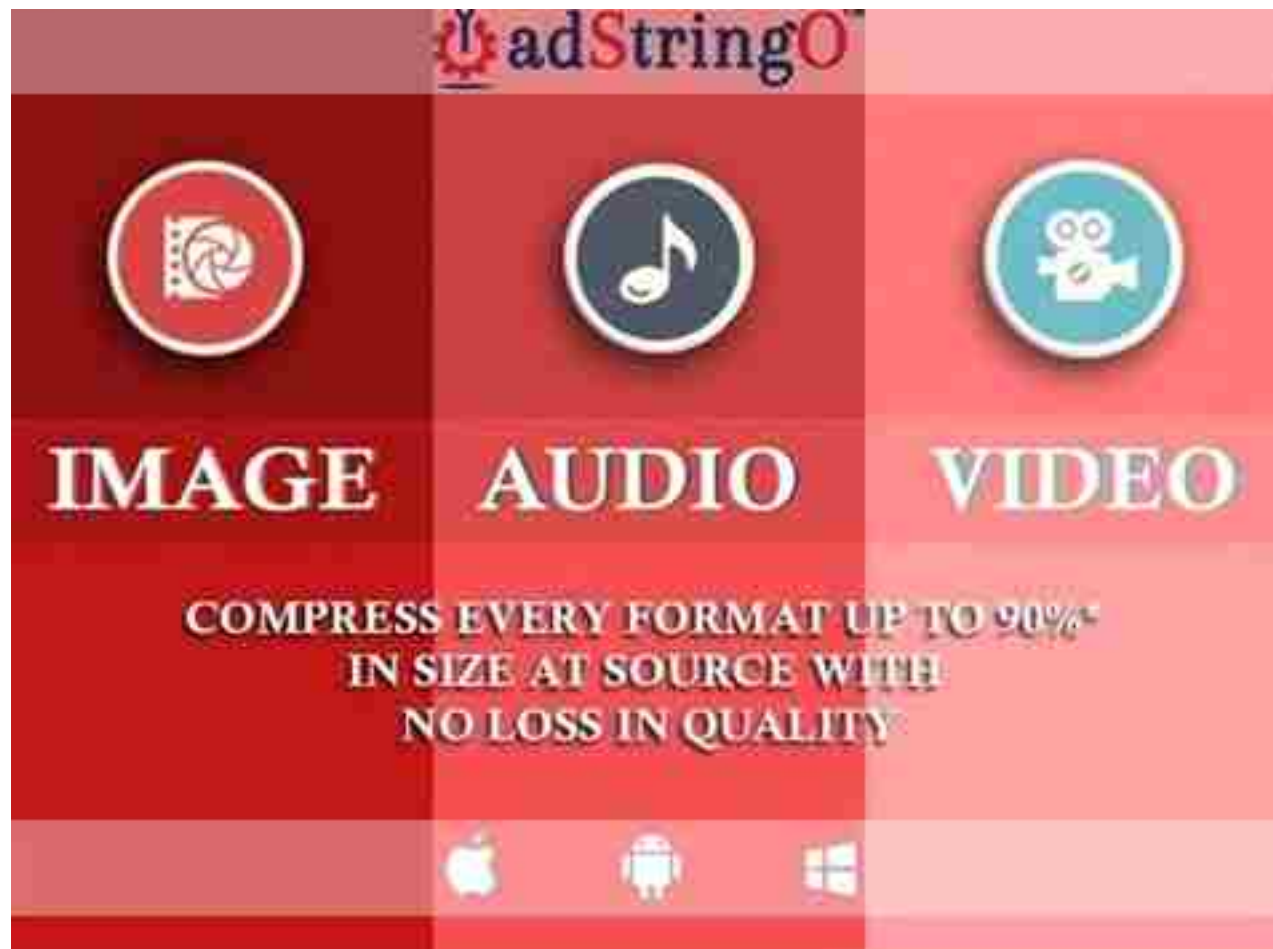 adStringO
IMAGE AUDIO VIDEO
COMPRESS EVERY FORMAT UP TO 90%*
IN SIZE AT SOURCE WITH
NO LOSS IN QUALITY